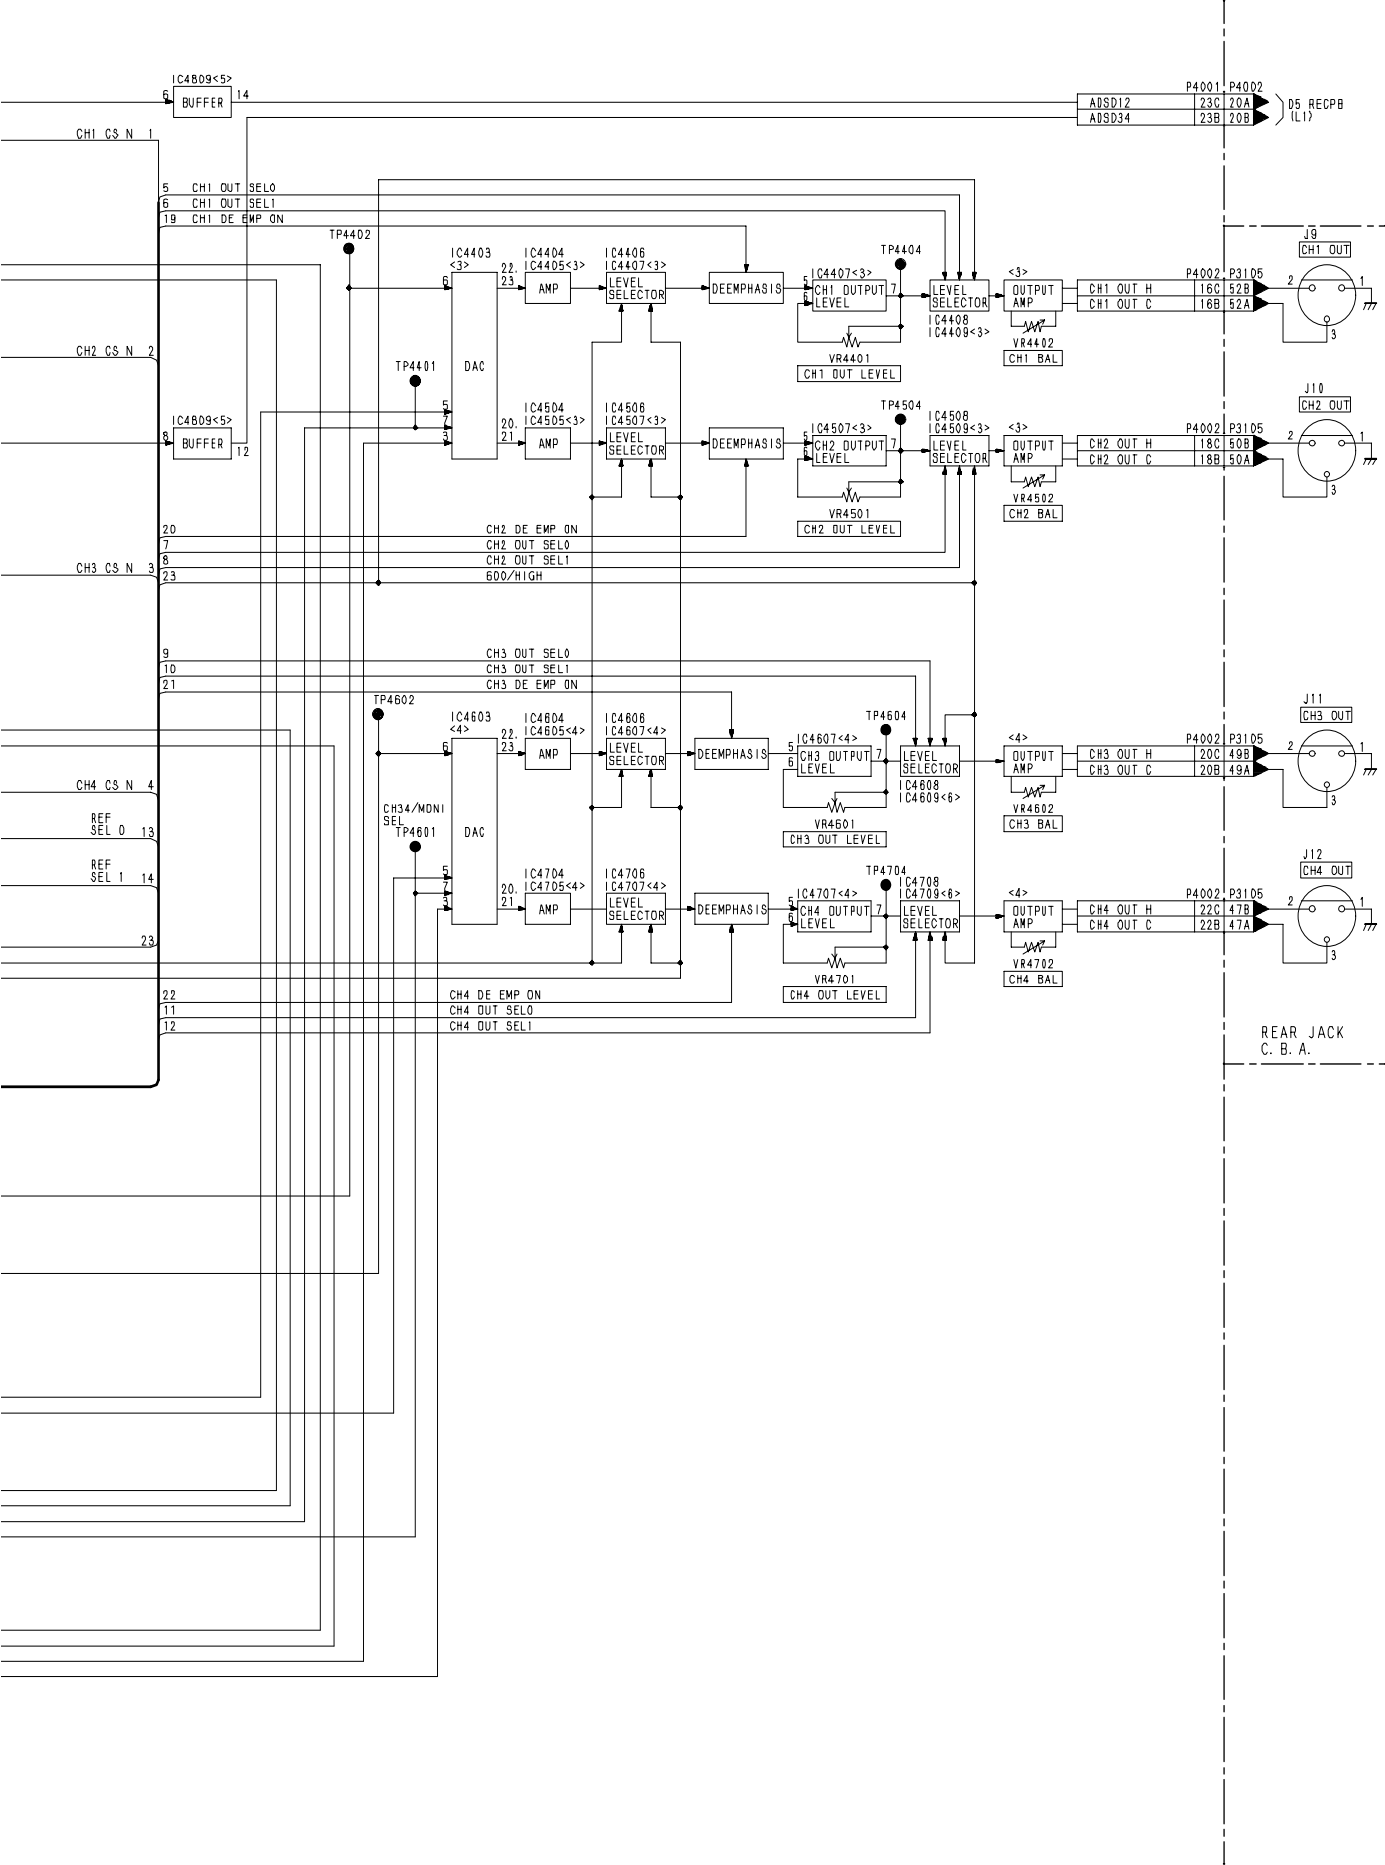 IC4809<5>
6 BUFFER 14
P4001 P4002
ADSD12 23C 20A
ADSD34 23B 20B
D5 RECPB
(L1)
CH1 CS N 1
5 CH1 OUT SEL0
6 CH1 OUT SEL1
19 CH1 DE EMP ON
TP4402
IC4403
<3>
6
22.
23
IC4404
IC4405<3>
AMP
IC4406
IC4407<3>
LEVEL
SELECTOR
DEEMPHASIS
IC4407<3>
5
6
CH1 OUTPUT
LEVEL
7
TP4404
LEVEL
SELECTOR
IC4408
IC4409<3>
VR4401
CH1 OUT LEVEL
<3>
OUTPUT
AMP
VR4402
CH1 BAL
P4002 P3105
CH1 OUT H 16C 52B
CH1 OUT C 16B 52A
J9
CH1 OUT
2
1
3
CH2 CS N 2
TP4401
DAC
IC4809<5>
8 BUFFER 12
5
7
3
20.
21
IC4504
IC4505<3>
AMP
IC4506
IC4507<3>
LEVEL
SELECTOR
DEEMPHASIS
IC4507<3>
5
6
CH2 OUTPUT
LEVEL
7
TP4504
IC4508
IC4509<3>
LEVEL
SELECTOR
VR4501
CH2 OUT LEVEL
<3>
OUTPUT
AMP
VR4502
CH2 BAL
P4002 P3105
CH2 OUT H 18C 50B
CH2 OUT C 18B 50A
J10
CH2 OUT
2
1
3
20 CH2 DE EMP ON
7 CH2 OUT SEL0
8 CH2 OUT SEL1
CH3 CS N 3
23 600/HIGH
9 CH3 OUT SEL0
10 CH3 OUT SEL1
21 CH3 DE EMP ON
TP4602
IC4603
<4>
6
22.
23
IC4604
IC4605<4>
AMP
IC4606
IC4607<4>
LEVEL
SELECTOR
DEEMPHASIS
IC4607<4>
5
6
CH3 OUTPUT
LEVEL
7
TP4604
LEVEL
SELECTOR
IC4608
IC4609<6>
VR4601
CH3 OUT LEVEL
<4>
OUTPUT
AMP
VR4602
CH3 BAL
P4002 P3105
CH3 OUT H 20C 49B
CH3 OUT C 20B 49A
J11
CH3 OUT
2
1
3
CH4 CS N 4
CH34/MONI
SEL
TP4601
DAC
REF
SEL 0 13
REF
SEL 1 14
5
7
3
20.
21
IC4704
IC4705<4>
AMP
IC4706
IC4707<4>
LEVEL
SELECTOR
DEEMPHASIS
IC4707<4>
5
6
CH4 OUTPUT
LEVEL
7
TP4704
IC4708
IC4709<6>
LEVEL
SELECTOR
VR4701
CH4 OUT LEVEL
<4>
OUTPUT
AMP
VR4702
CH4 BAL
P4002 P3105
CH4 OUT H 22C 47B
CH4 OUT C 22B 47A
J12
CH4 OUT
2
1
3
23
22 CH4 DE EMP ON
11 CH4 OUT SEL0
12 CH4 OUT SEL1
REAR JACK
C. B. A.